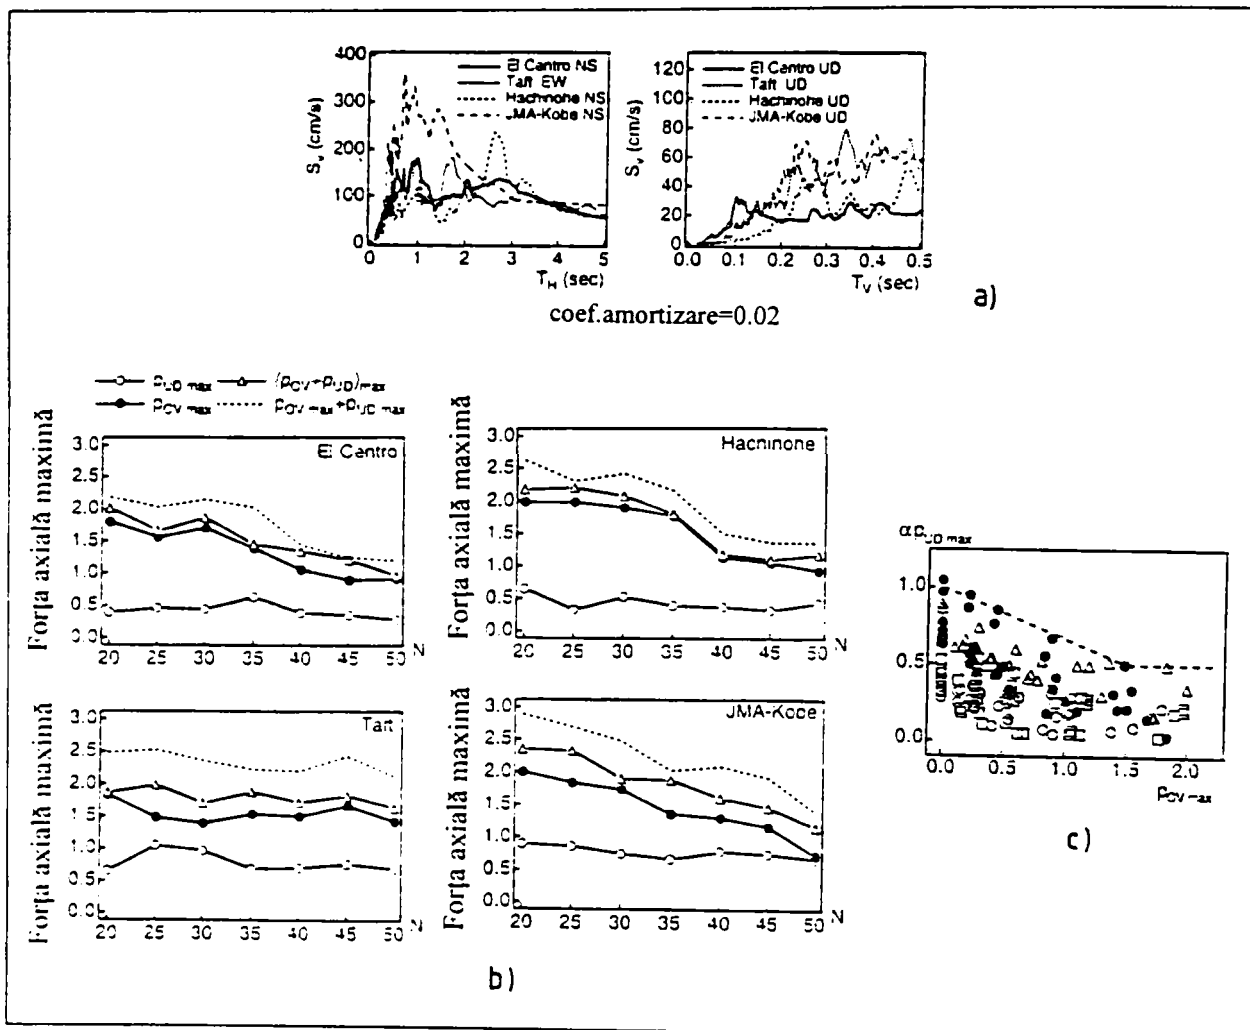 400
300
200
100
0
S_v (cm/s)
El Centro NS
Taft EW
Hachinohe NS
JMA-Kobe NS
0 1 2 3 4 5
T_H (sec)
120
100
80
60
40
20
0
S_v (cm/s)
El Centro UD
Taft UD
Hachinohe UD
JMA-Kobe UD
0.0 0.1 0.2 0.3 0.4 0.5
T_V (sec)
a)
coef.amortizare=0.02
p_UD max (p_OV+p_UD)_max
p_OV max p_OV max+p_UD max
Forța axială maximă
3.0
2.5
2.0
1.5
1.0
0.5
0.0
El Centro
20 25 30 35 40 45 50 N
Forța axială maximă
3.0
2.5
2.0
1.5
1.0
0.5
0.0
Hachinohe
20 25 30 35 40 45 50 N
Forța axială maximă
3.0
2.5
2.0
1.5
1.0
0.5
0.0
Taft
20 25 30 35 40 45 50 N
Forța axială maximă
3.0
2.5
2.0
1.5
1.0
0.5
0.0
JMA-Kobe
20 25 30 35 40 45 50 N
b)
αp_UD max
1.0
0.5
0.0
0.0 0.5 1.0 1.5 2.0
p_OV max
c)